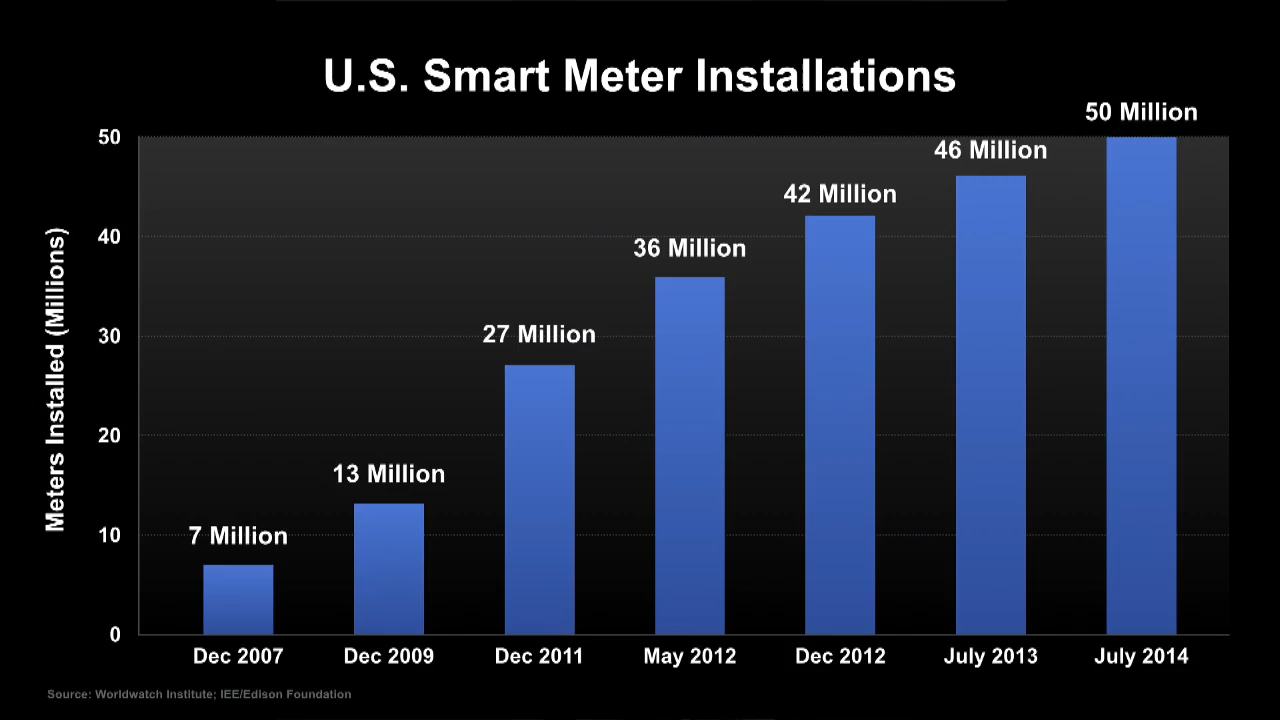 U.S. Smart Meter Installations
50 Million
50
46 Million
42 Million
40
36 Million
30
27 Million
20
13 Million
10
7 Million
0
Meters Installed (Millions)
Dec 2007 Dec 2009 Dec 2011 May 2012 Dec 2012 July 2013 July 2014
Source: Worldwatch Institute; IEE/Edison Foundation